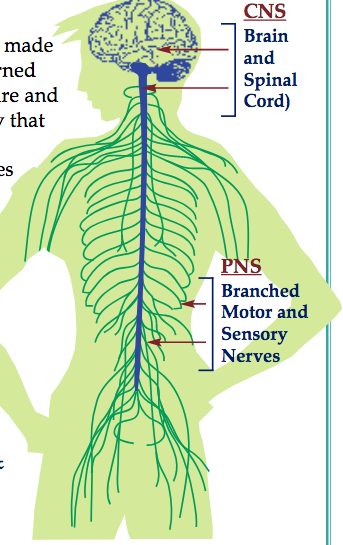 made
rned
re and
that
es
CNS
Brain
and
Spinal
Cord)
PNS
Branched
Motor and
Sensory
Nerves